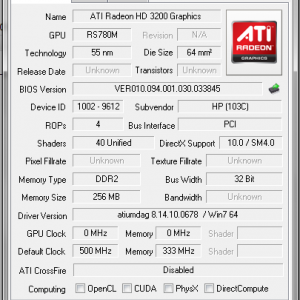 Name ATI Radeon HD 3200 Graphics
GPU RS780M Revision N/A
Technology 55 nm Die Size 64 mm²
Release Date Unknown Transistors Unknown
BIOS Version VER010.094.001.030.033845
Device ID 1002 - 9612 Subvendor HP (103C)
ROPs 4 Bus Interface PCI
Shaders 40 Unified DirectX Support 10.0 / SM4.0
Pixel Fillrate Unknown Texture Fillrate Unknown
Memory Type DDR2 Bus Width 32 Bit
Memory Size 256 MB Bandwidth Unknown
Driver Version atiumdag 8.14.10.0678 / Win7 64
GPU Clock 0 MHz Memory 0 MHz Shader
Default Clock 500 MHz Memory 333 MHz Shader
ATI CrossFire Disabled
Computing OpenCL CUDA PhysX DirectCompute
ATI
RADEON
GRAPHICS